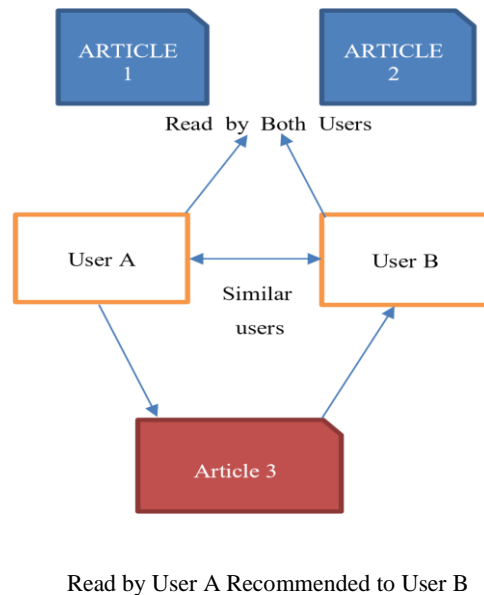 ARTICLE
1
ARTICLE
2
Read by Both Users
User A
User B
Similar
users
Article 3
Read by User A Recommended to User B